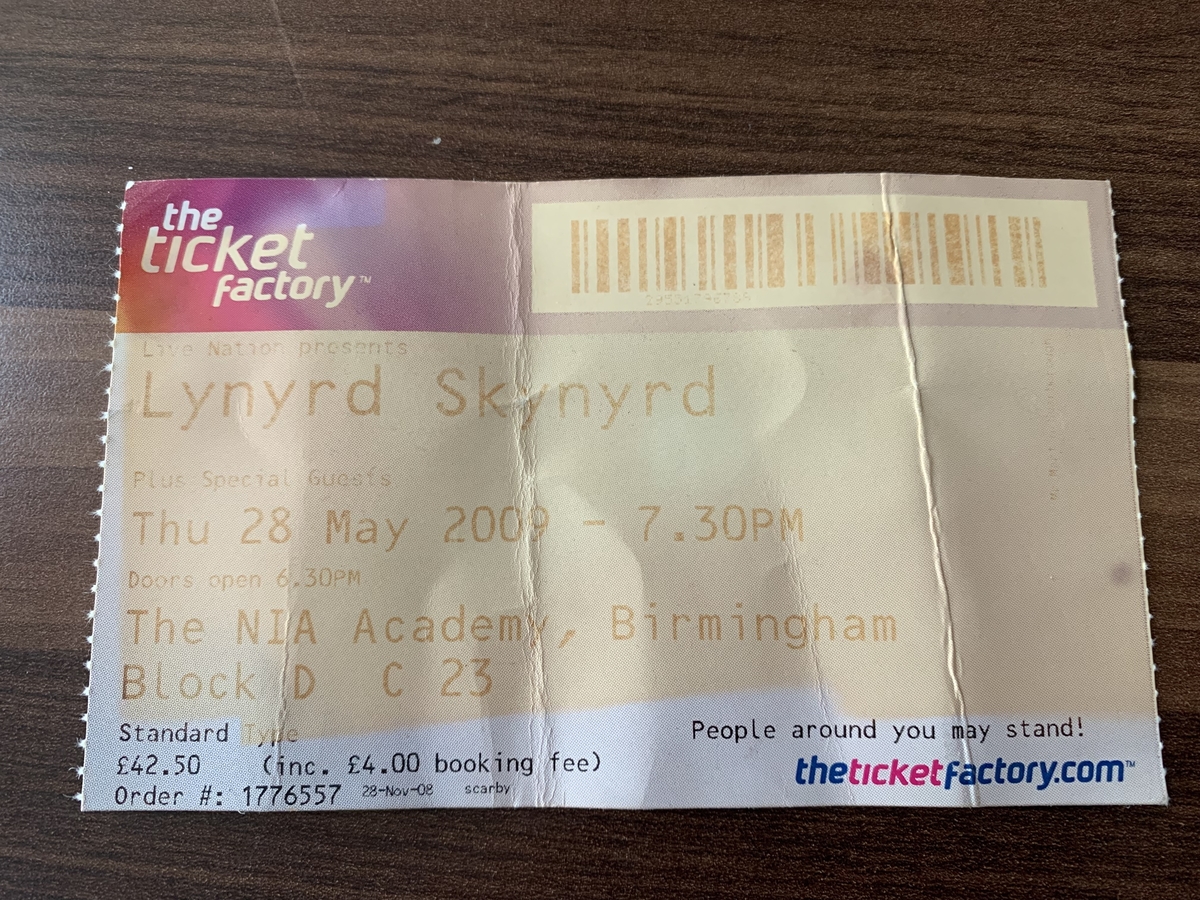 the
ticket
factory™
Live Nation presents
Lynyrd Skynyrd
Plus Special Guests
Thu 28 May 2009 - 7.30PM
Doors open 6.30PM
The NIA Academy, Birmingham
Block D C 23
Standard Type
£42.50 (inc. £4.00 booking fee)
Order #: 1776557 28-Nov-08 scarby
People around you may stand!
theticketfactory.com™